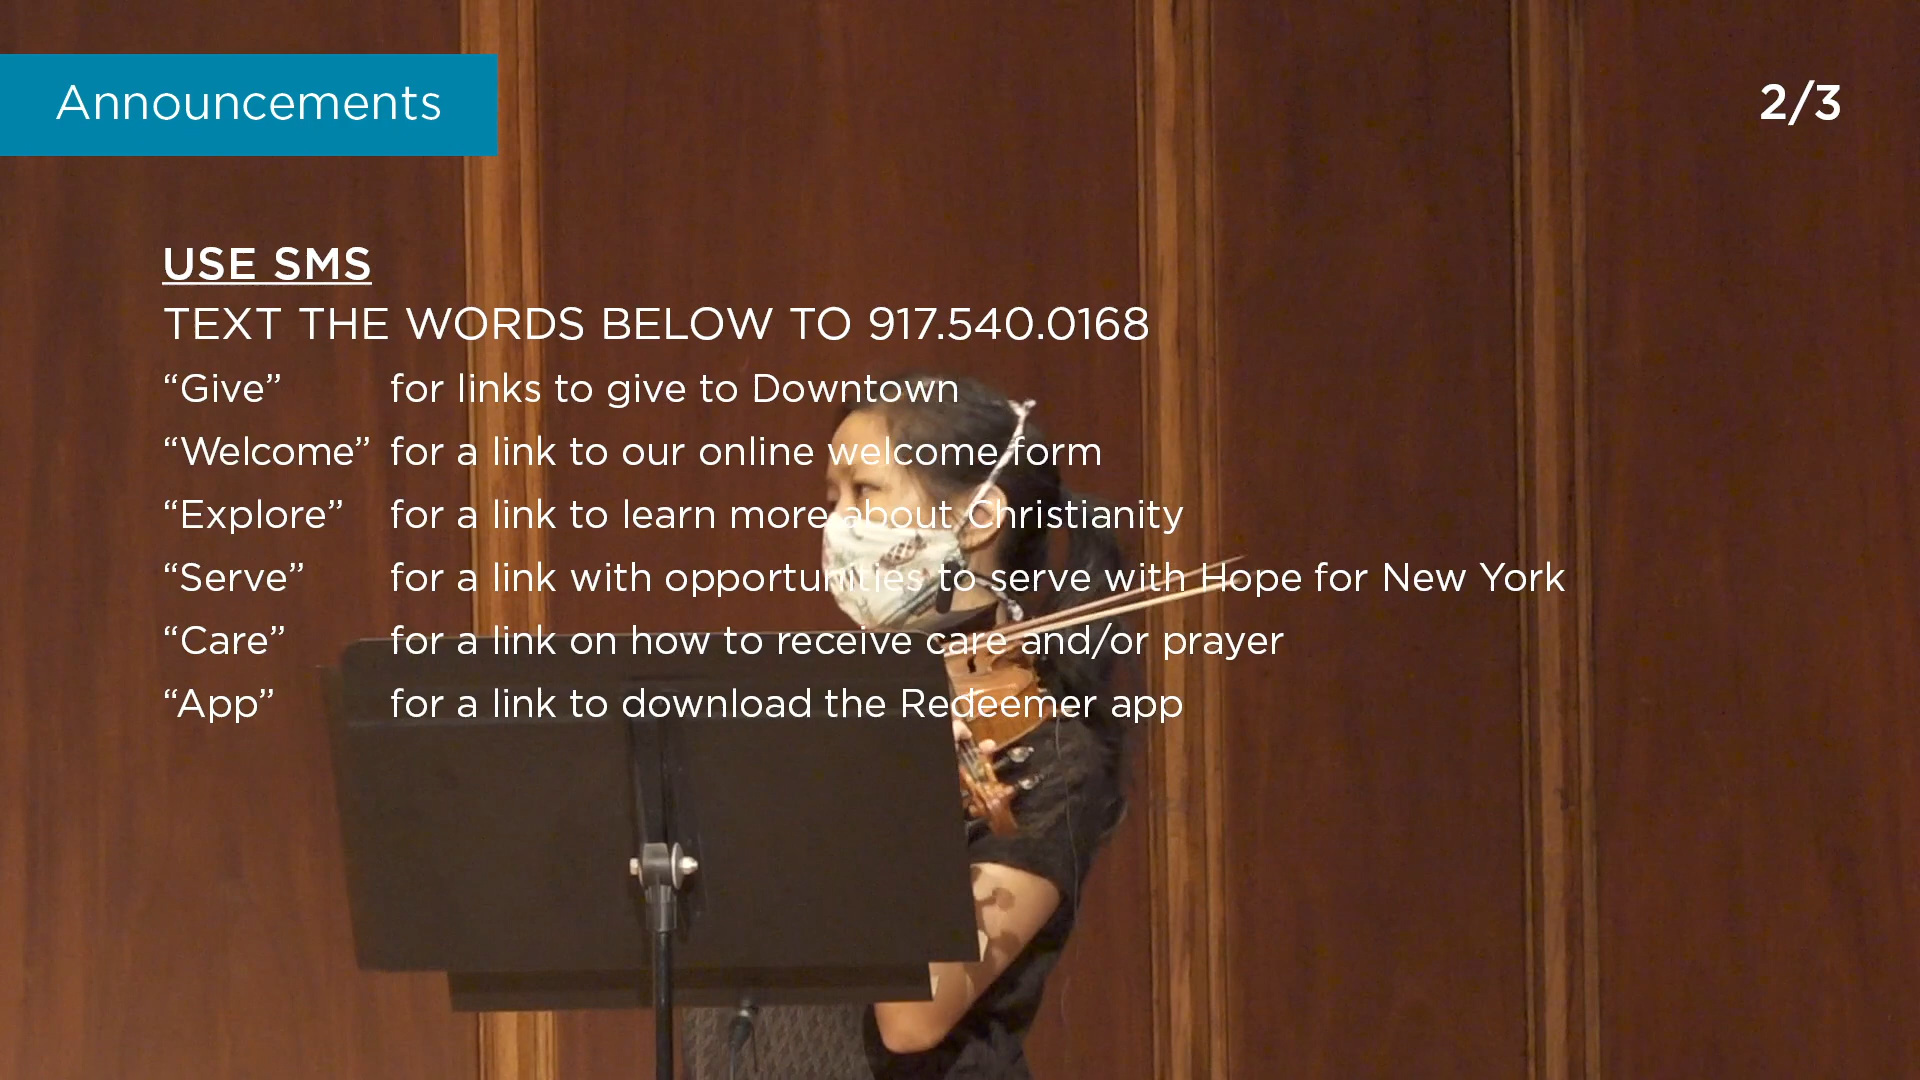 Announcements
2/3
USE SMS
TEXT THE WORDS BELOW TO 917.540.0168
“Give” for links to give to Downtown
“Welcome” for a link to our online welcome form
“Explore” for a link to learn more about Christianity
“Serve” for a link with opportunities to serve with Hope for New York
“Care” for a link on how to receive care and/or prayer
“App” for a link to download the Redeemer app